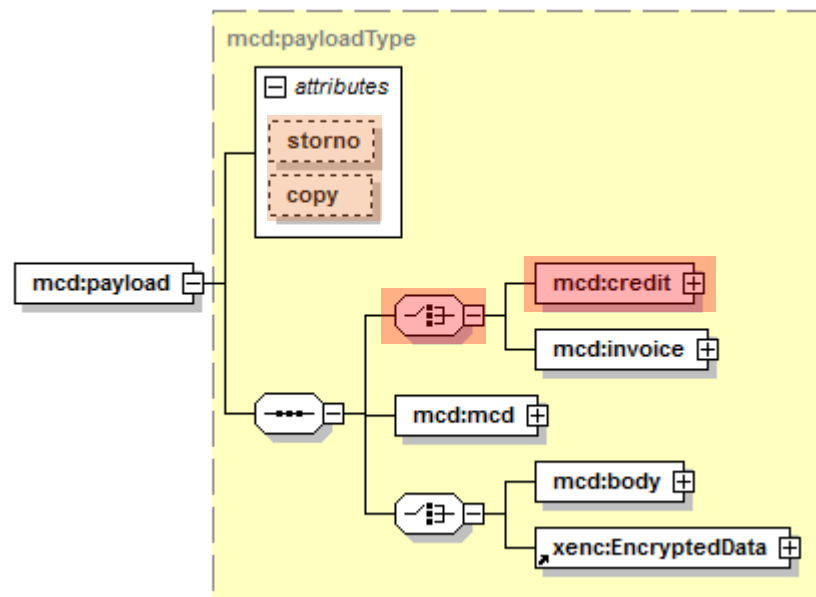 mcd:payloadType
attributes
storno
copy
mcd:payload
mcd:credit
mcd:invoice
mcd:mcd
mcd:body
xenc:EncryptedData